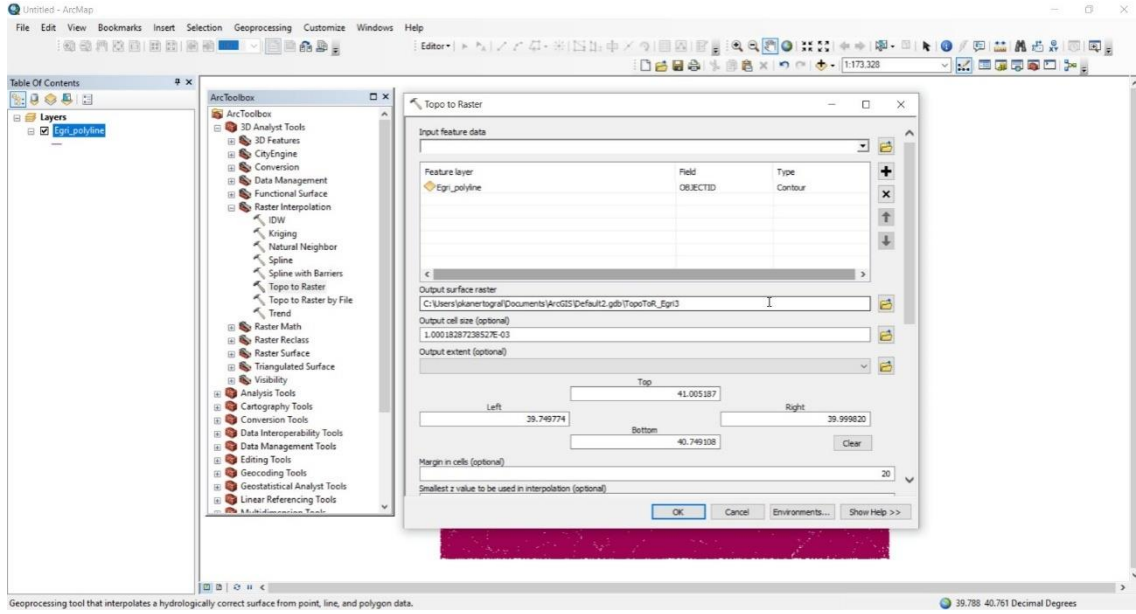 Untitled - ArcMap
File Edit View Bookmarks Insert Selection Geoprocessing Customize Windows Help
Editor
1:173.328
Table Of Contents
Layers
Egri_polyline
ArcToolbox
ArcToolbox
3D Analyst Tools
3D Features
CityEngine
Conversion
Data Management
Functional Surface
Raster Interpolation
IDW
Kriging
Natural Neighbor
Spline
Spline with Barriers
Topo to Raster
Topo to Raster by File
Trend
Raster Math
Raster Reclass
Raster Surface
Triangulated Surface
Visibility
Analysis Tools
Cartography Tools
Conversion Tools
Data Interoperability Tools
Data Management Tools
Editing Tools
Geocoding Tools
Geostatistical Analyst Tools
Linear Referencing Tools
Multidimension Tools
Topo to Raster
Input feature data
Feature layer Field Type
Egri_polyline OBJECTID Contour
Output surface raster
C:\Users\pkanertogral\Documents\ArcGIS\Default2.gdb\TopoToR_Egri3
Output cell size (optional)
1.00018287238527E-03
Output extent (optional)
Top
41.005187
Left Right
39.749774 39.999820
Bottom
40.749108 Clear
Margin in cells (optional)
20
Smallest z value to be used in interpolation (optional)
OK Cancel Environments... Show Help >>
Geoprocessing tool that interpolates a hydrologically correct surface from point, line, and polygon data.
39.788 40.761 Decimal Degrees